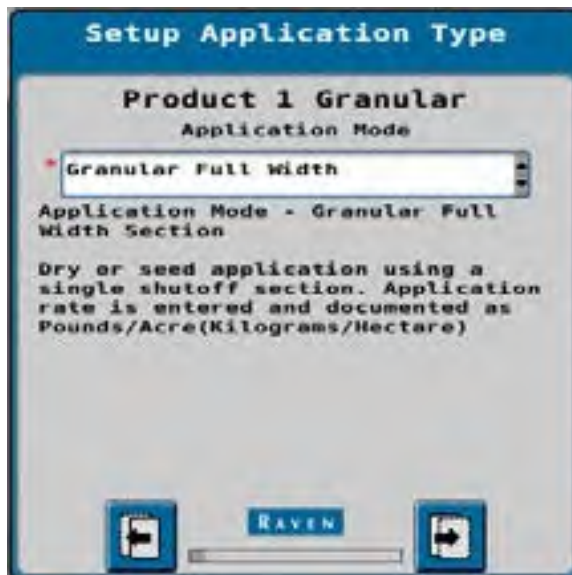 Setup Application Type
Product 1 Granular
Application Mode
* Granular Full Width
Application Mode - Granular Full
Width Section
Dry or seed application using a
single shutoff section. Application
rate is entered and documented as
Pounds/Acre(Kilograms/Hectare)
RAVEN